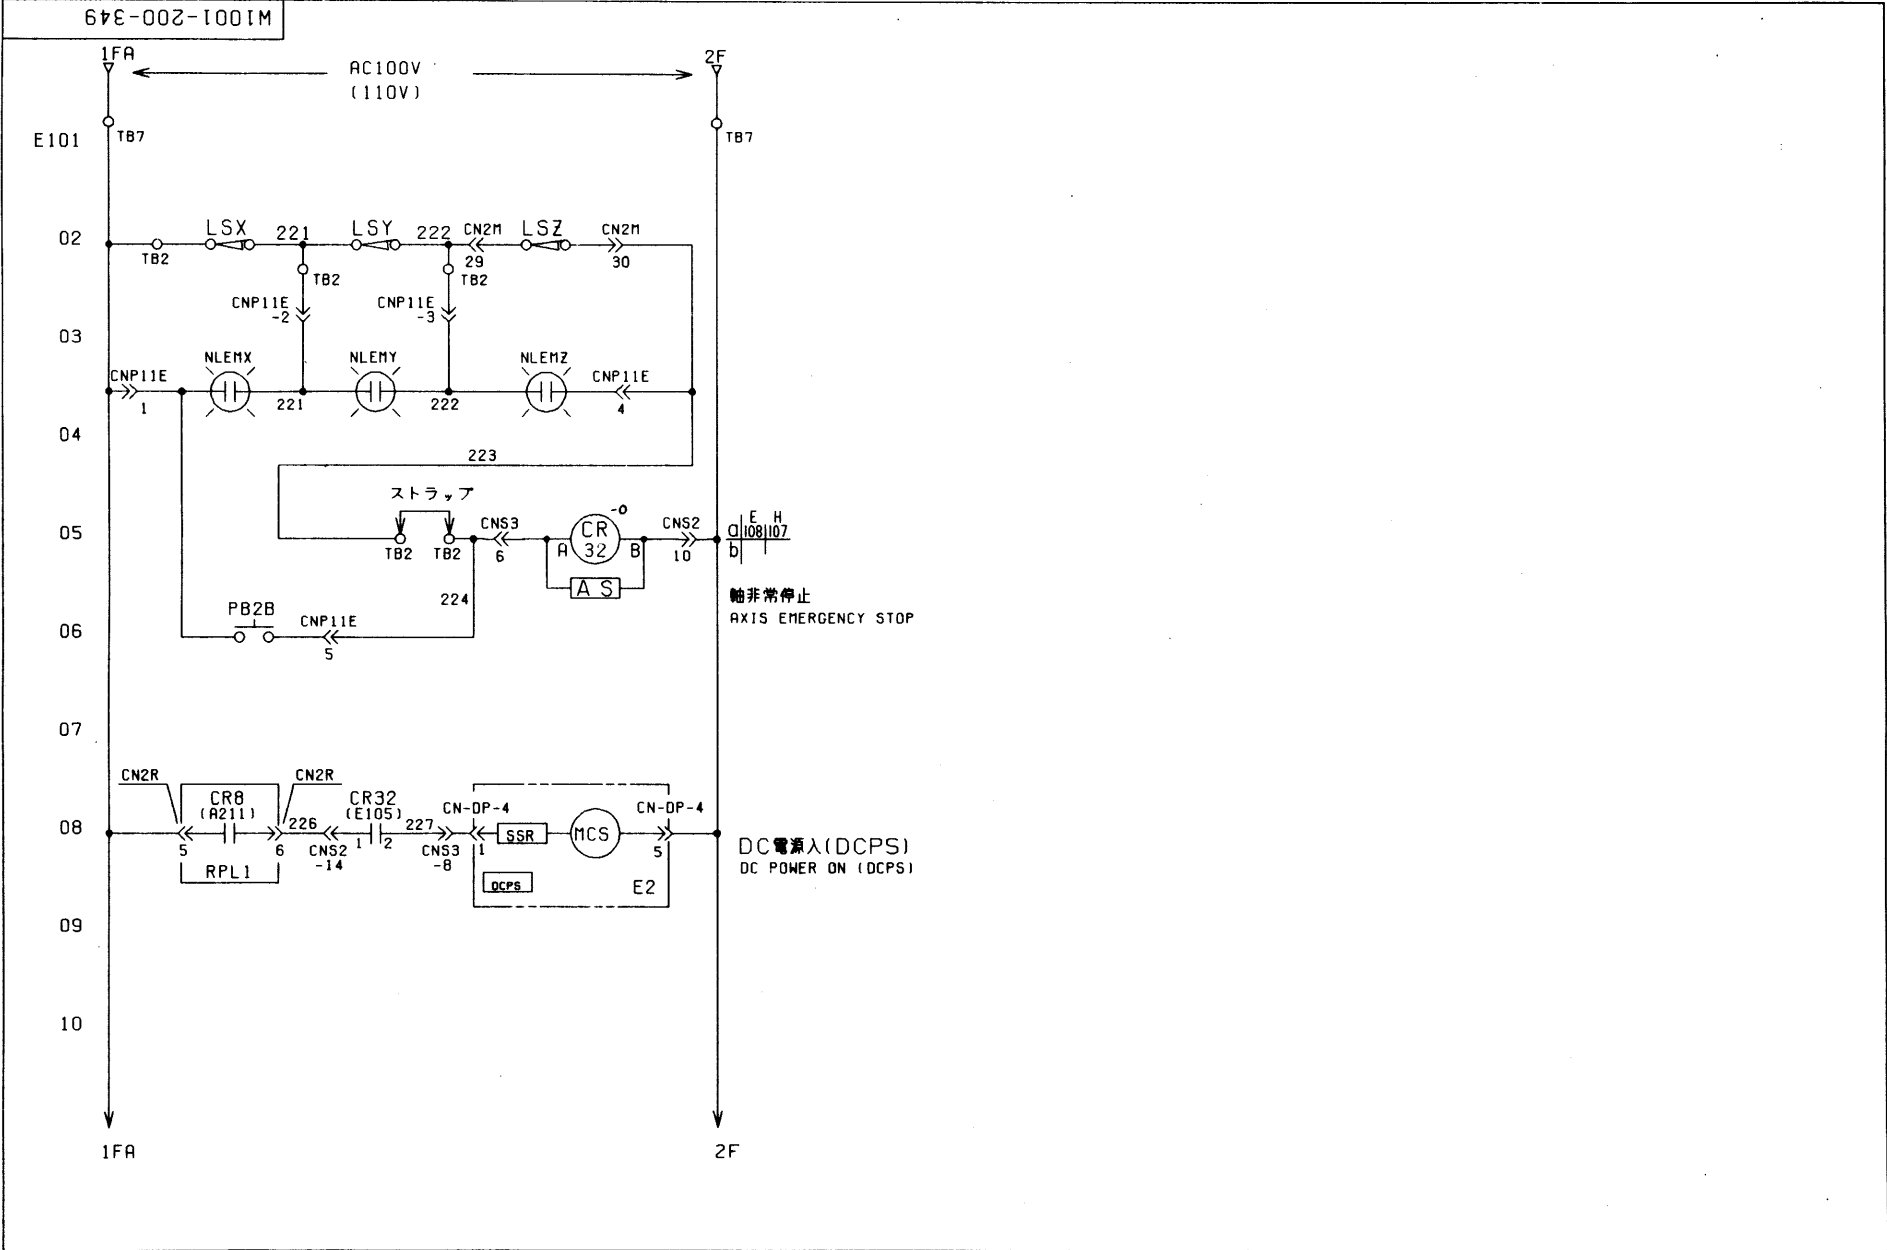 W1001-200-349
1FA
2F
AC100V
(110V)
E101
TB7
TB7
02
LSX
221
LSY
222
CN2M
LSZ
CN2M
TB2
29
30
TB2
TB2
CNP11E
-2
CNP11E
-3
03
NLEMX
NLEMY
NLEMZ
CNP11E
CNP11E
1
221
222
4
04
223
ストラップ
05
TB2
TB2
CNS3
6
A
CR
32
B
-0
CNS2
10
E H
a 108 107
b
A S
224
軸非常停止
AXIS EMERGENCY STOP
06
PB2B
CNP11E
5
07
CN2R
CN2R
CR8
(A211)
CR32
(E105)
CN-DP-4
CN-DP-4
08
226
227
SSR
MCS
5
6
CNS2
-14
1
2
CNS3
-8
1
5
RPL1
DCPS
E2
DC電源入(DCPS)
DC POWER ON (DCPS)
09
10
1FA
2F